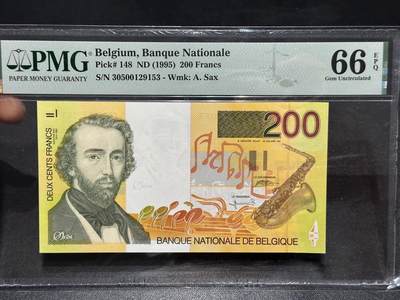 PMG
PAPER MONEY GUARANTY
Belgium, Banque Nationale
Pick# 148 ND (1995) 200 Francs
S/N 30500129153 - Wmk: A. Sax
66 EPQ
Gem Uncirculated
DEUX CENTS FRANCS
200
BANQUE NATIONALE DE BELGIQUE